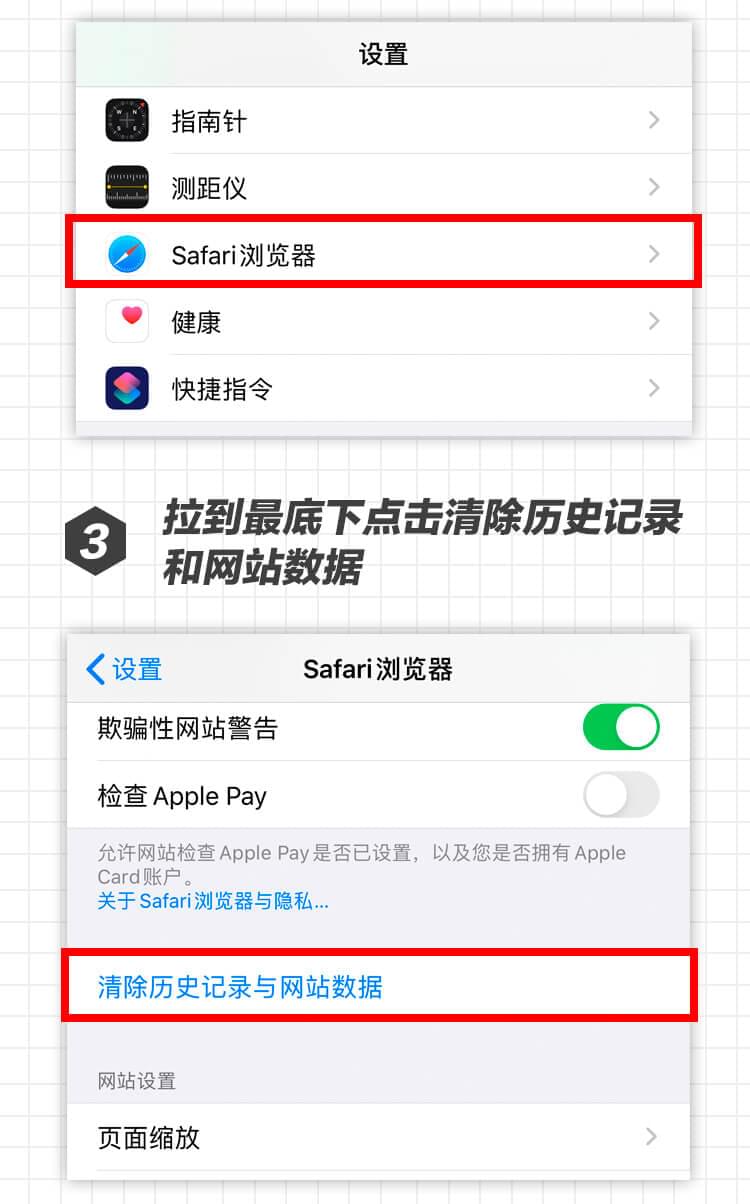 设置
指南针
测距仪
Safari浏览器
健康
快捷指令
3
拉到最底下点击清除历史记录
和网站数据
设置
Safari浏览器
欺骗性网站警告
检查 Apple Pay
允许网站检查 Apple Pay 是否已设置，以及您是否拥有 Apple
Card 账户。
关于 Safari 浏览器与隐私...
清除历史记录与网站数据
网站设置
页面缩放